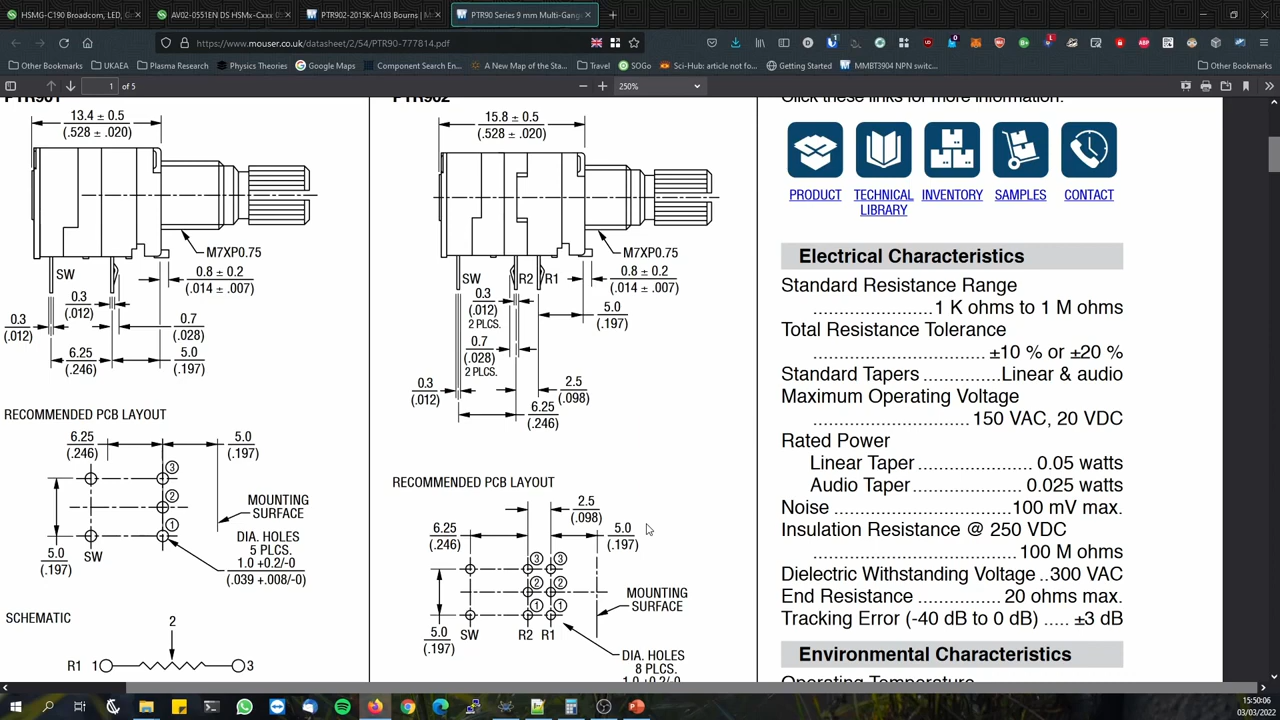 HSMG-C190 Broadcom, LED, G
AV02-0551EN DS HSMx-Cxxx 0
PTR902-2015K-A103 Bourns | M
PTR90 Series 9 mm Multi-Gang
https://www.mouser.co.uk/datasheet/2/54/PTR90-777814.pdf
Other Bookmarks
UKAEA
Plasma Research
Physics Theories
Google Maps
Component Search En...
A New Map of the Sta...
Travel
SOGo
Sci-Hub: article not fo...
Getting Started
MMBT3904 NPN switc...
Other Bookmarks
1 of 5
250%
PTR901
13.4 ± 0.5
(.528 ± .020)
M7XP0.75
SW
0.8 ± 0.2
(.014 ± .007)
0.3
(.012)
0.3
(.012)
0.7
(.028)
6.25
(.246)
5.0
(.197)
RECOMMENDED PCB LAYOUT
6.25
(.246)
5.0
(.197)
3
2
1
MOUNTING
SURFACE
5.0
(.197)
SW
DIA. HOLES
5 PLCS.
1.0 +0.2/-0
(.039 +.008/-0)
SCHEMATIC
2
R1 1
3
PTR902
15.8 ± 0.5
(.528 ± .020)
M7XP0.75
SW
R2
R1
0.8 ± 0.2
(.014 ± .007)
0.3
(.012)
2 PLCS.
5.0
(.197)
0.7
(.028)
2 PLCS.
0.3
(.012)
2.5
(.098)
6.25
(.246)
RECOMMENDED PCB LAYOUT
2.5
(.098)
6.25
(.246)
5.0
(.197)
3 3
2 2
1 1
MOUNTING
SURFACE
5.0
(.197)
SW
R2 R1
DIA. HOLES
8 PLCS.
1.0 +0.2/-0
Click these links for more information:
PRODUCT
TECHNICAL
LIBRARY
INVENTORY
SAMPLES
CONTACT
Electrical Characteristics
Standard Resistance Range
........................1 K ohms to 1 M ohms
Total Resistance Tolerance
.................................. ±10 % or ±20 %
Standard Tapers ..............Linear & audio
Maximum Operating Voltage
............................... 150 VAC, 20 VDC
Rated Power
Linear Taper ...................... 0.05 watts
Audio Taper ..................... 0.025 watts
Noise ...................................100 mV max.
Insulation Resistance @ 250 VDC
........................................ 100 M ohms
Dielectric Withstanding Voltage ..300 VAC
End Resistance ................. 20 ohms max.
Tracking Error (-40 dB to 0 dB) ..... ±3 dB
Environmental Characteristics
Operating Temperature
15:50:06
03/03/2022